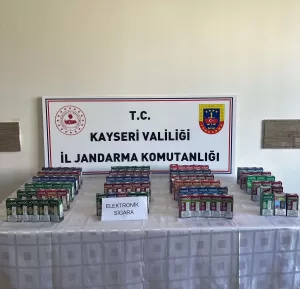 T.C.
KAYSERİ VALİLİĞİ
İL JANDARMA KOMUTANLIĞI
ELEKTRONİK
SİGARA